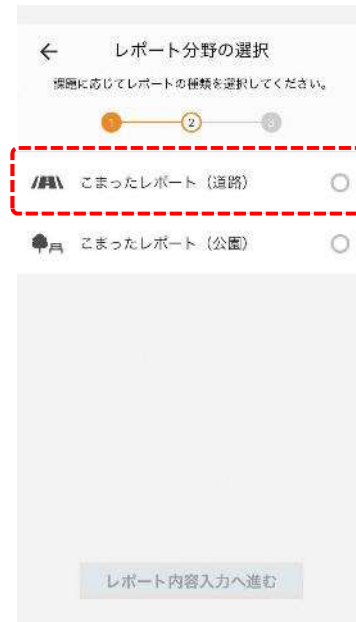 レポート分野の選択
課題に応じてレポートの種類を選択してください。
1 2 3
こまったレポート（道路）
こまったレポート（公園）
レポート内容入力へ進む